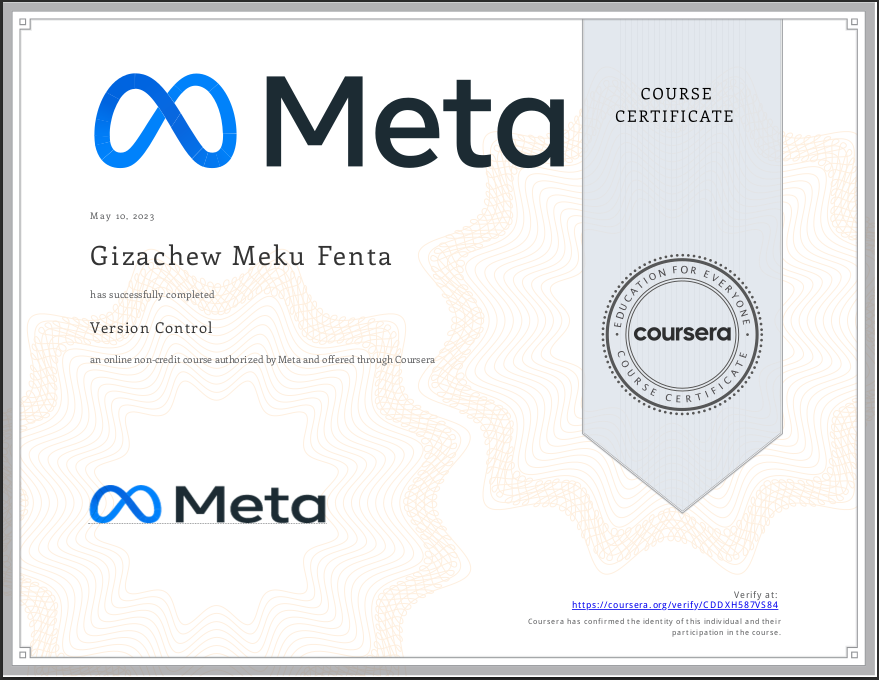 Meta
COURSE
CERTIFICATE
May 10, 2023
Gizachew Meku Fenta
has successfully completed
Version Control
an online non-credit course authorized by Meta and offered through Coursera
EDUCATION FOR EVERYONE
coursera
COURSE CERTIFICATE
Meta
Verify at:
https://coursera.org/verify/CDDXH587VS84
Coursera has confirmed the identity of this individual and their
participation in the course.